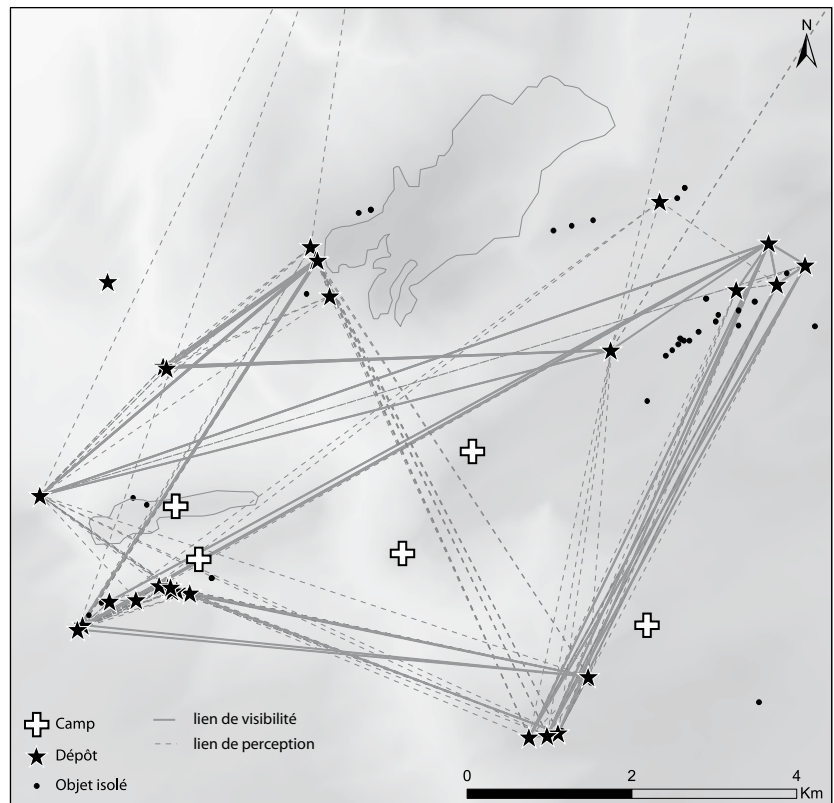 N
Camp
Dépôt
Objet isolé
lien de visibilité
lien de perception
0 2 4
Km